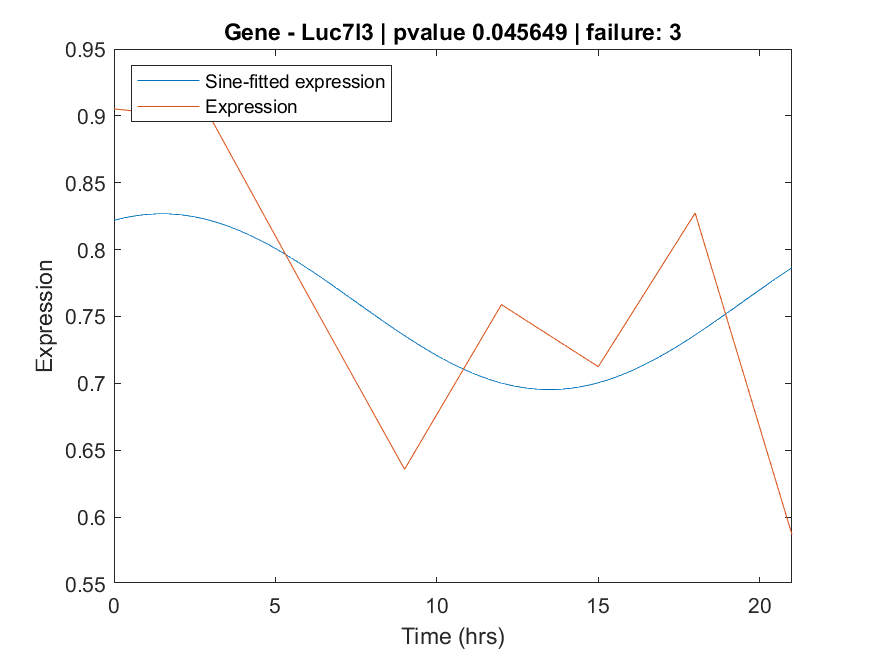 Gene - Luc7l3 | pvalue 0.045649 | failure: 3
0.95
0.9
0.85
0.8
0.75
0.7
0.65
0.6
0.55
Expression
Sine-fitted expression
Expression
0
5
10
15
20
Time (hrs)